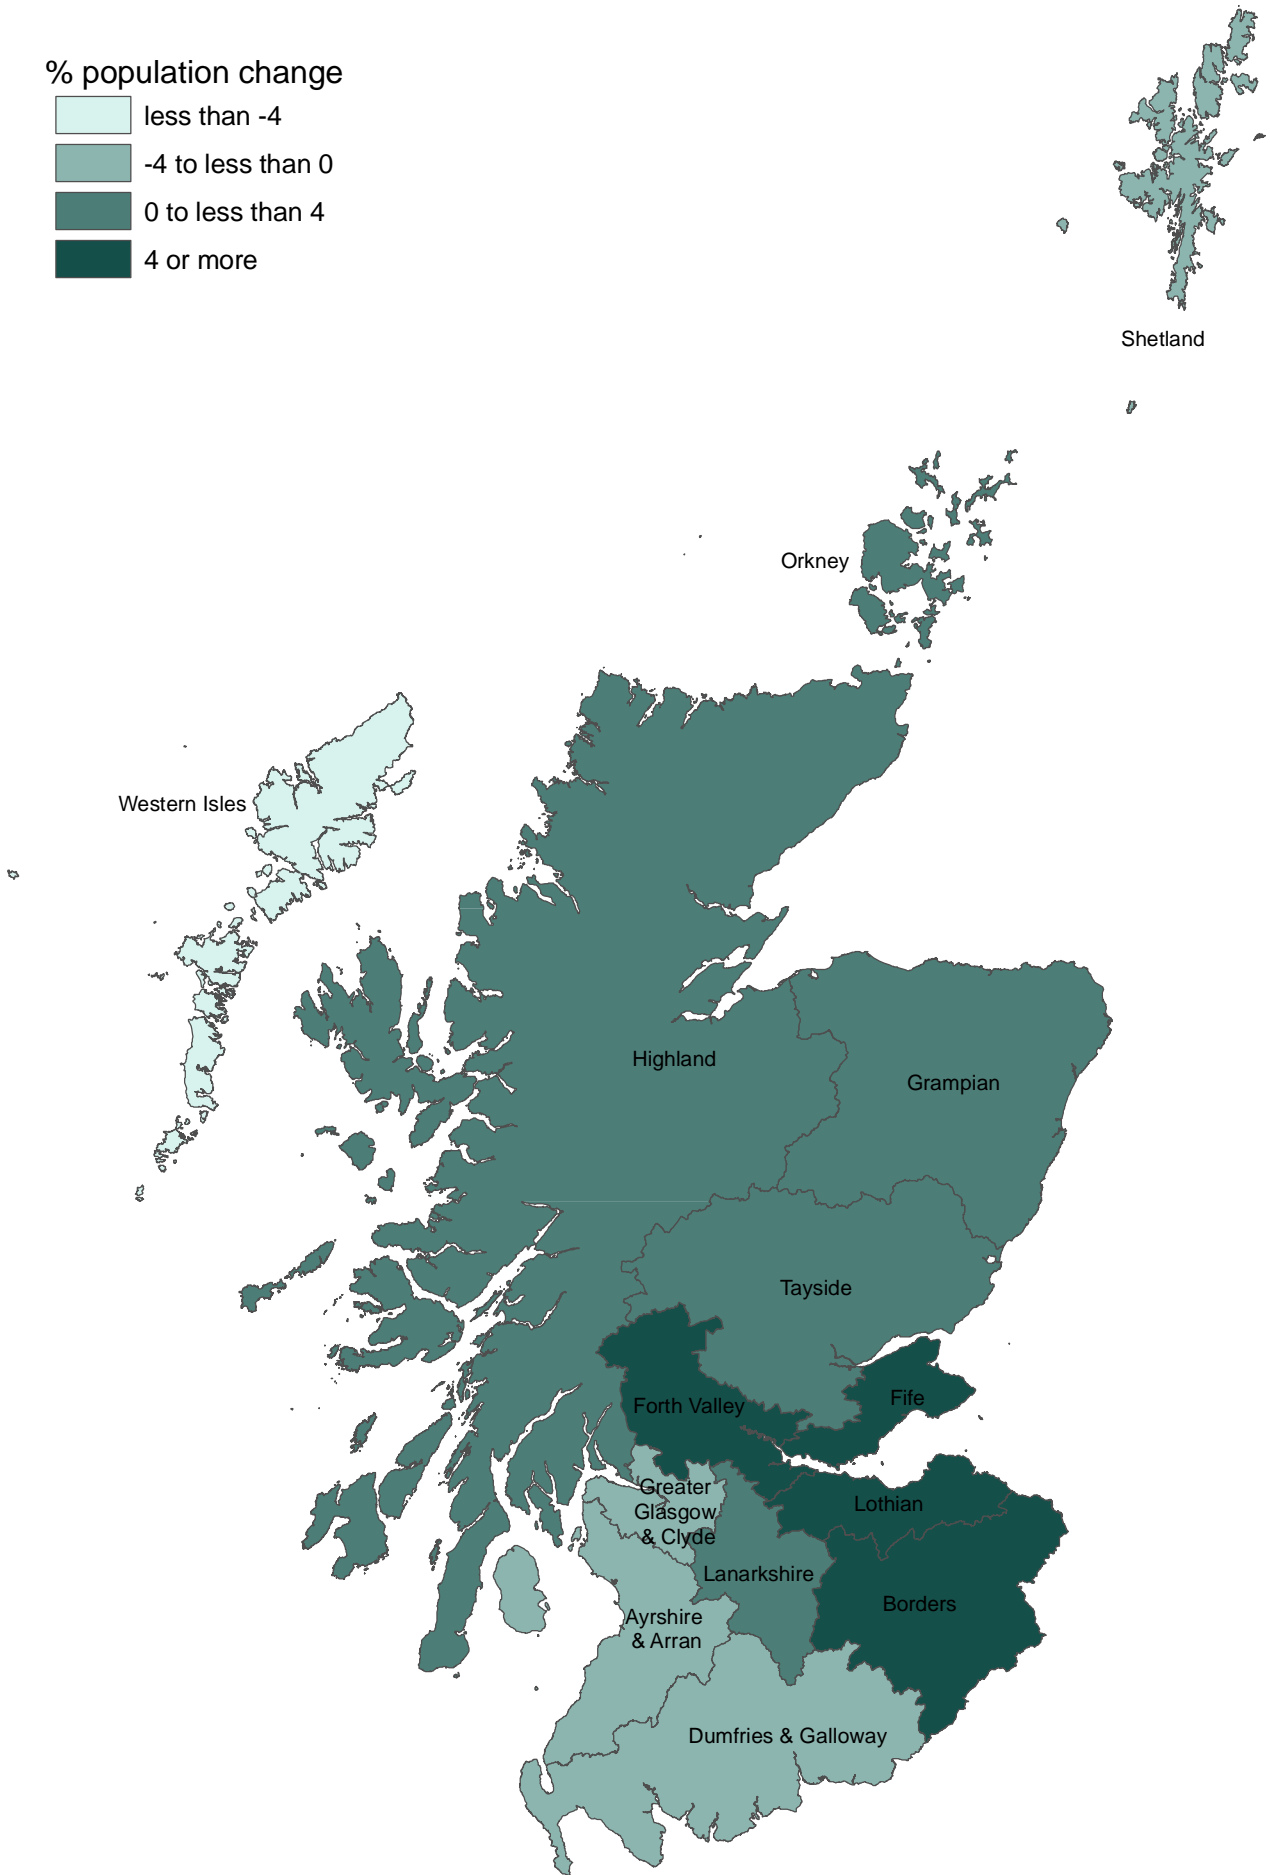 % population change
less than -4
-4 to less than 0
0 to less than 4
4 or more
Shetland
Orkney
Western Isles
Highland
Grampian
Tayside
Forth Valley
Fife
Greater
Glasgow
& Clyde
Lothian
Lanarkshire
Borders
Ayrshire
& Arran
Dumfries & Galloway